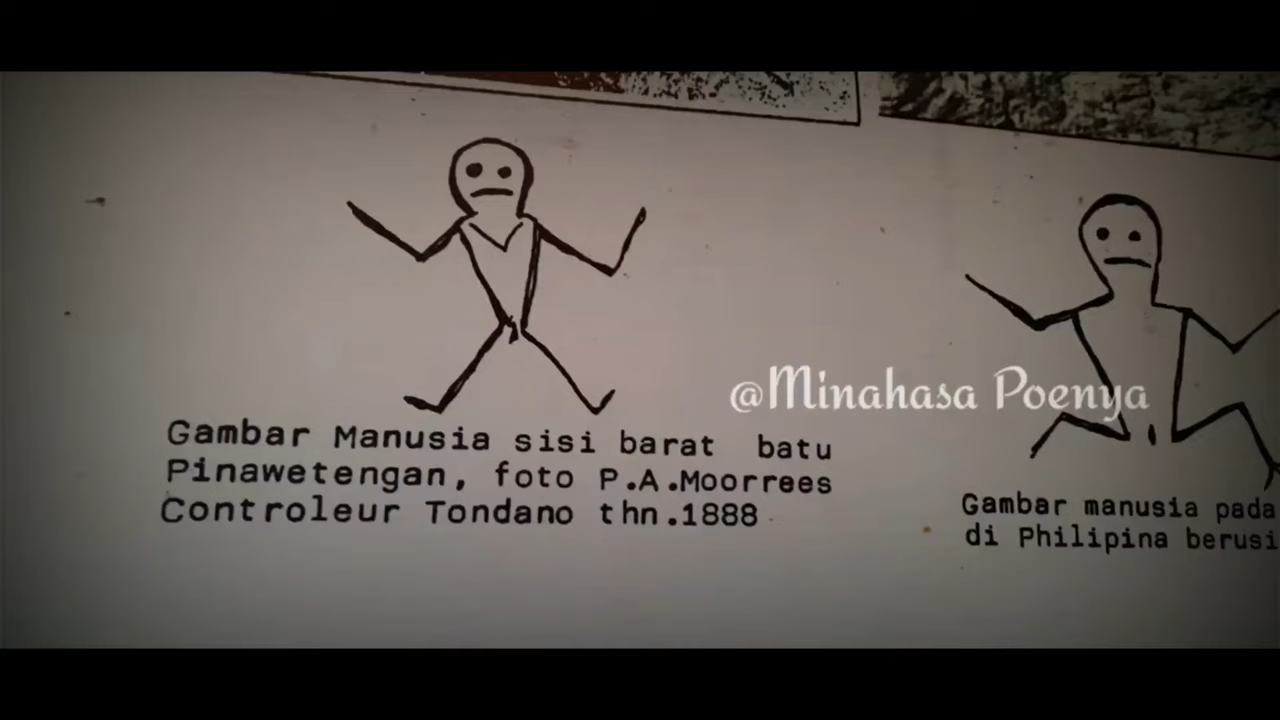 @Minahasa Poenya
Gambar Manusia sisi barat batu
Pinawetengan, foto P.A.Moorrees
Controleur Tondano thn.1888
Gambar manusia pada
di Philipina berusi